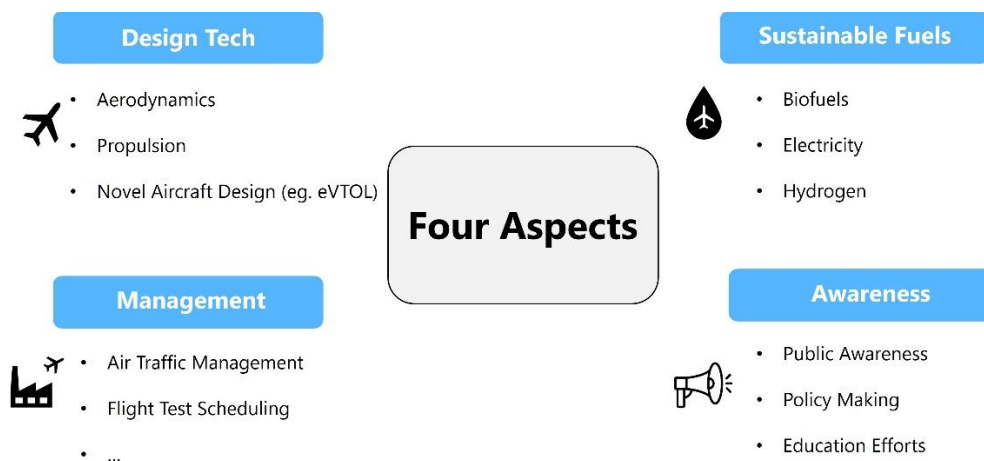 Design Tech
• Aerodynamics
• Propulsion
• Novel Aircraft Design (eg. eVTOL)
Sustainable Fuels
• Biofuels
• Electricity
• Hydrogen
Four Aspects
Management
• Air Traffic Management
• Flight Test Scheduling
• ...
Awareness
• Public Awareness
• Policy Making
• Education Efforts